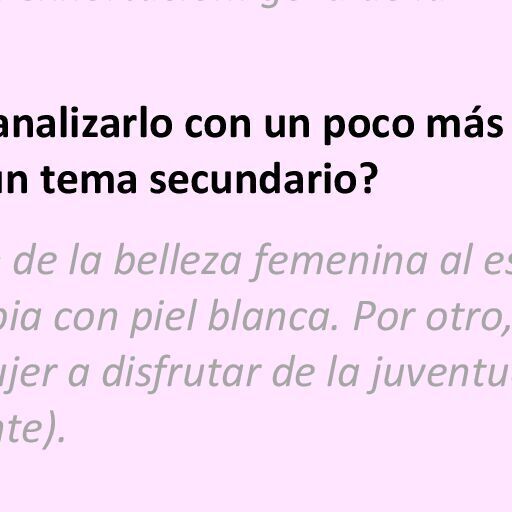 analizarlo con un poco más
un tema secundario?
de la belleza femenina al es
bia con piel blanca. Por otro,
ujer a disfrutar de la juventu
nte).